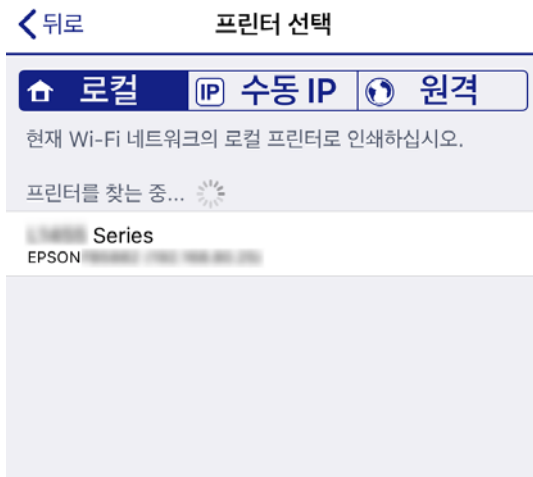 뒤로 프린터 선택
로컬 IP 수동 IP 원격
현재 Wi-Fi 네트워크의 로컬 프린터로 인쇄하십시오.
프린터를 찾는 중...
Series
EPSON